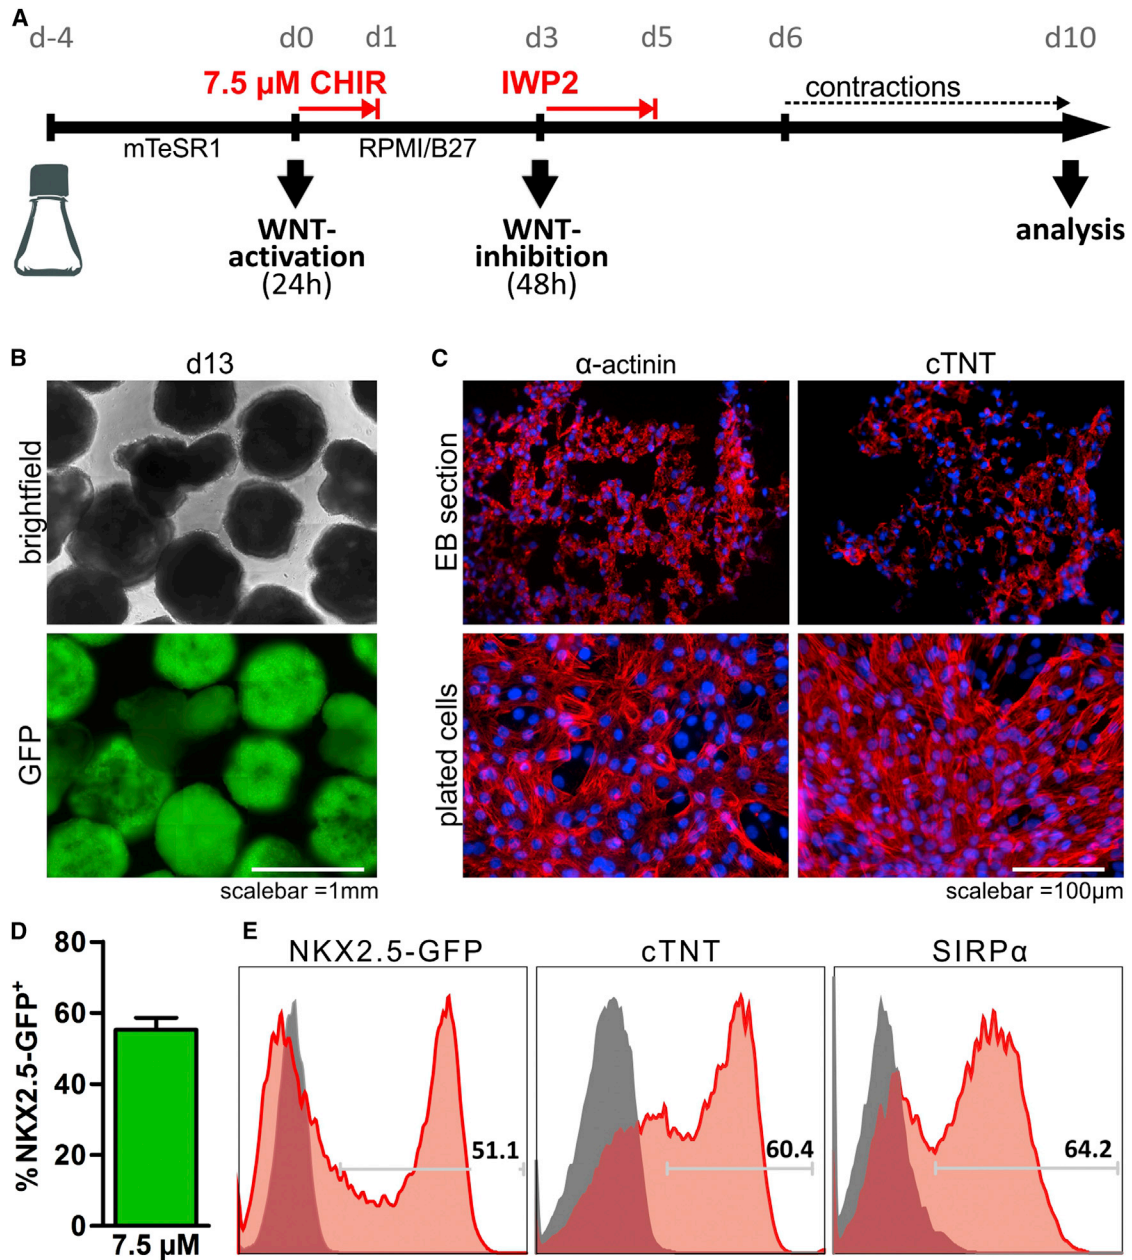 A
d-4 d0 d1 d3 d5 d6 d10
7.5 µM CHIR IWP2
contractions
mTeSR1 RPMI/B27
WNT-
activation
(24h)
WNT-
inhibition
(48h)
analysis
B
d13
brightfield
GFP
scalebar =1mm
C
α-actinin cTNT
EB section
plated cells
scalebar =100µm
D
%NKX2.5-GFP+
80
60
40
20
0
7.5 µM
E
NKX2.5-GFP cTNT SIRPα
51.1 60.4 64.2